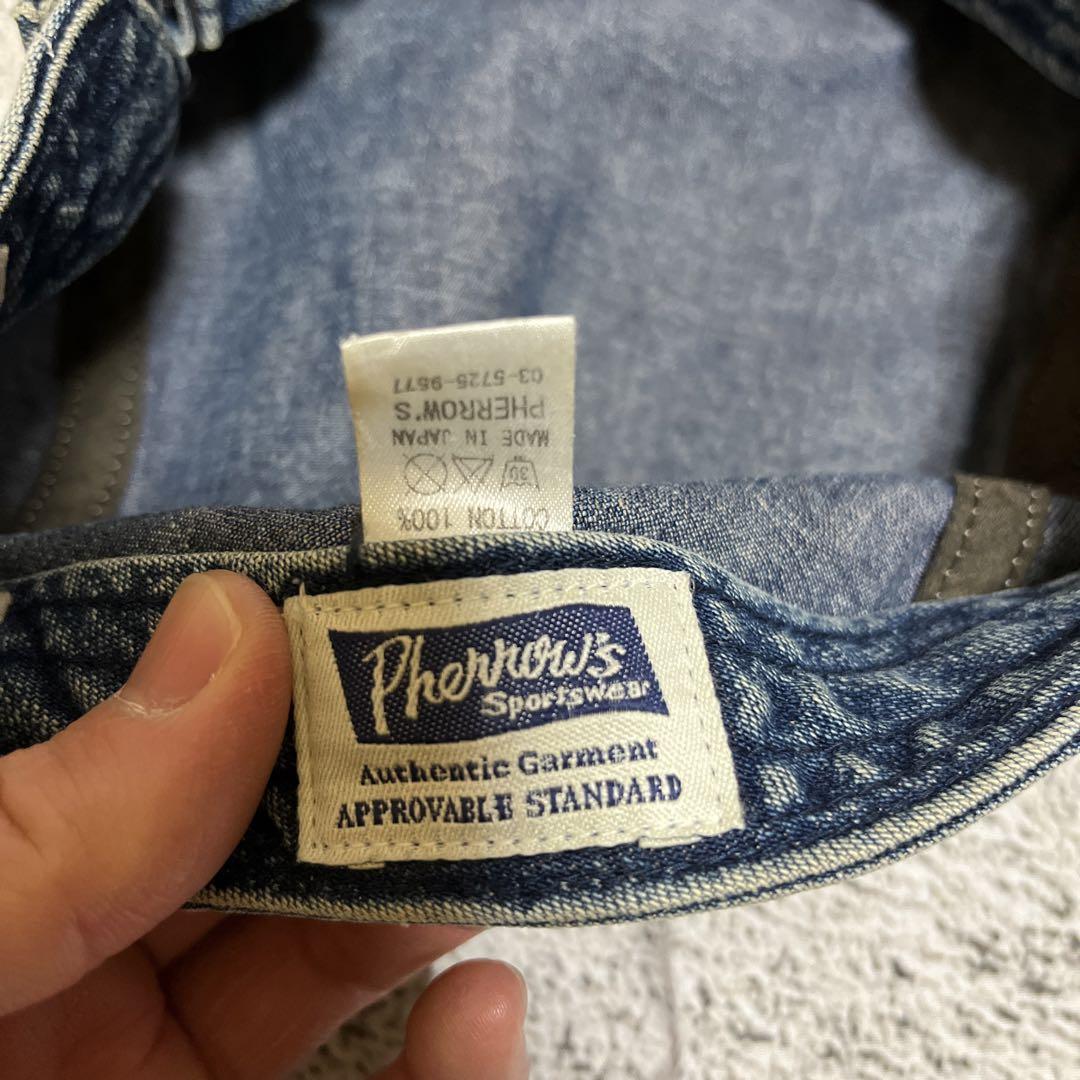 COTTON 100%
30
MADE IN JAPAN
PHERROW'S
03-5725-9577
Pherrow's
Sportswear
Authentic Garment
APPROVABLE STANDARD